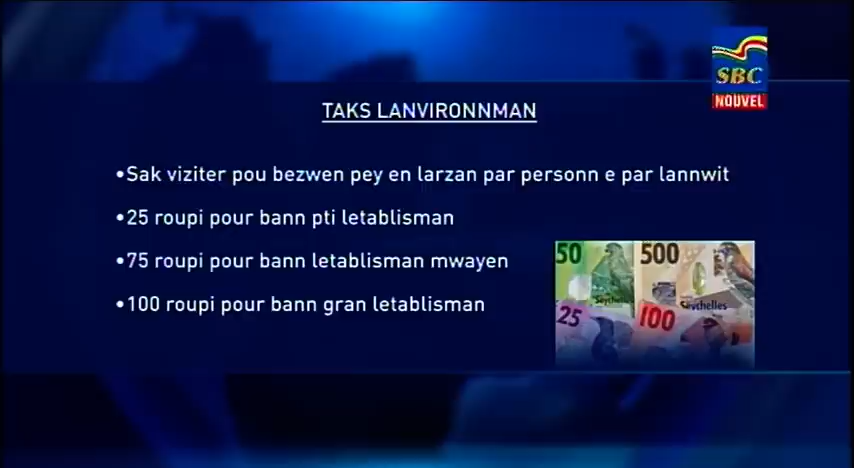 SBC
NOUVEL
TAKS LANVIRONNMAN
•Sak viziter pou bezwen pey en larzan par personn e par lannwit
•25 roupi pour bann pti letablisman
•75 roupi pour bann letablisman mwayen
•100 roupi pour bann gran letablisman
50
500
Seychelles
Seychelles
25
100